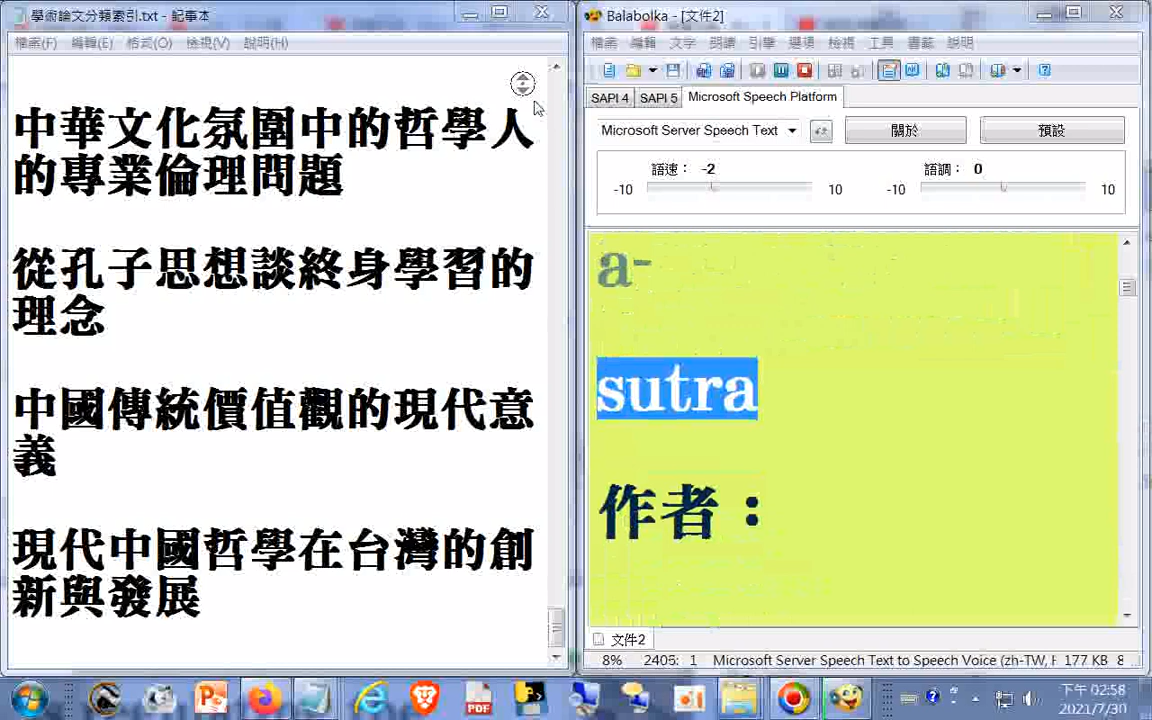 學術論文分類索引.txt - 記事本
檔案(F) 編輯(E) 格式(O) 檢視(V) 說明(H)
中華文化氛圍中的哲學人
的專業倫理問題
從孔子思想談終身學習的
理念
中國傳統價值觀的現代意
義
現代中國哲學在台灣的創
新與發展
Balabolka - [文件2]
檔案 編輯 文字 朗讀 引擎 選項 檢視 工具 書籤 說明
SAPI 4 SAPI 5 Microsoft Speech Platform
Microsoft Server Speech Text 關於 預設
語速： -2 語調： 0
-10 10 -10 10
a-
sutra
作者：
文件2
8% 2405: 1 Microsoft Server Speech Text to Speech Voice (zh-TW, 177 KB 8
PDF
下午 02:58
2021/7/30